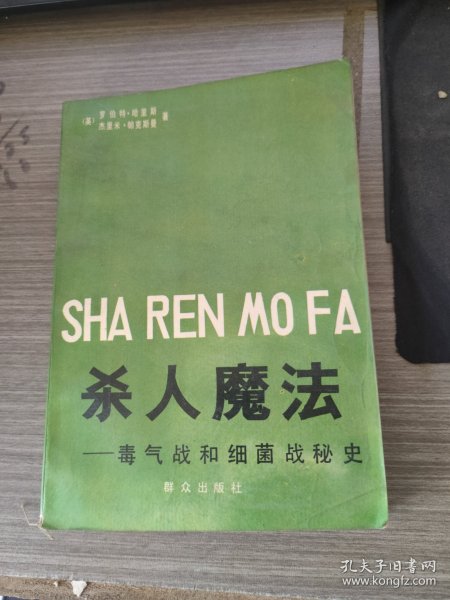 (英) 罗伯特·哈里斯
杰里米·帕克斯曼 著
SHA REN MO FA
杀人魔法
——毒气战和细菌战秘史
群众出版社
孔夫子旧书网
www.kongfz.com